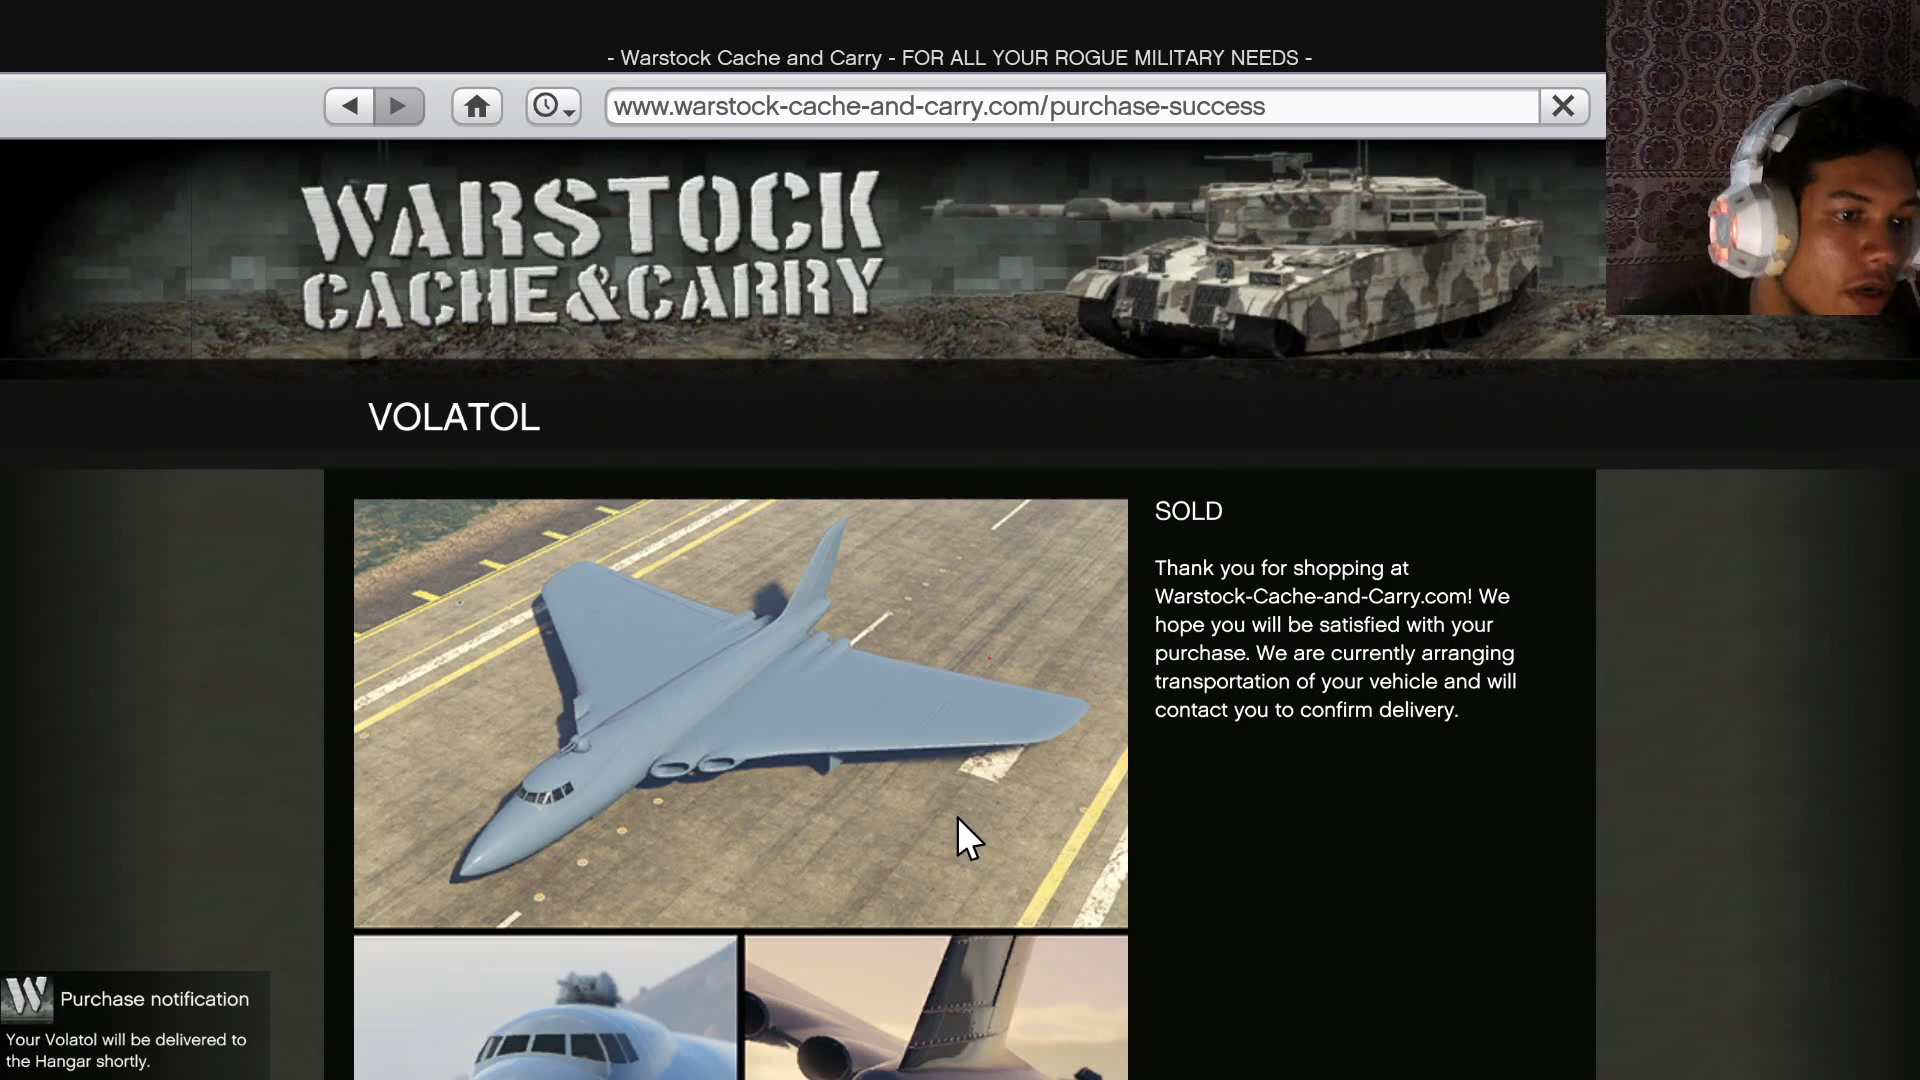 - Warstock Cache and Carry - FOR ALL YOUR ROGUE MILITARY NEEDS -
www.warstock-cache-and-carry.com/purchase-success
WARSTOCK
CACHE&CARRY
VOLATOL
SOLD
Thank you for shopping at
Warstock-Cache-and-Carry.com! We
hope you will be satisfied with your
purchase. We are currently arranging
transportation of your vehicle and will
contact you to confirm delivery.
W
Purchase notification
Your Volatol will be delivered to
the Hangar shortly.